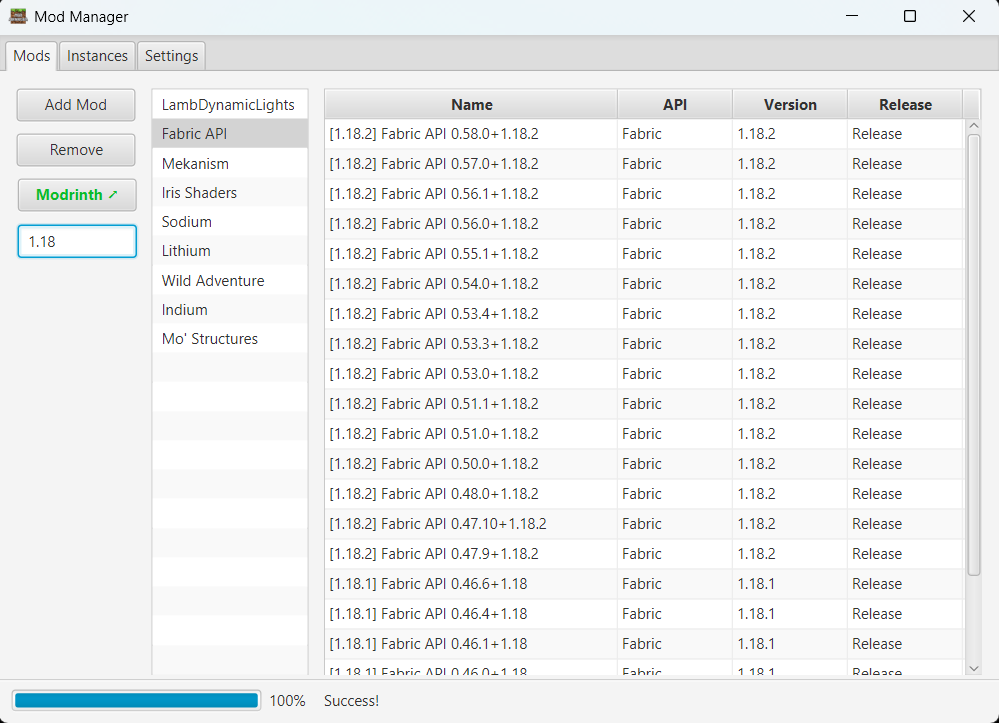 Mod Manager
Mods Instances Settings
Add Mod
Remove
Modrinth ↗
1.18
LambDynamicLights
Fabric API
Mekanism
Iris Shaders
Sodium
Lithium
Wild Adventure
Indium
Mo' Structures
Name API Version Release
[1.18.2] Fabric API 0.58.0+1.18.2 Fabric 1.18.2 Release
[1.18.2] Fabric API 0.57.0+1.18.2 Fabric 1.18.2 Release
[1.18.2] Fabric API 0.56.1+1.18.2 Fabric 1.18.2 Release
[1.18.2] Fabric API 0.56.0+1.18.2 Fabric 1.18.2 Release
[1.18.2] Fabric API 0.55.1+1.18.2 Fabric 1.18.2 Release
[1.18.2] Fabric API 0.54.0+1.18.2 Fabric 1.18.2 Release
[1.18.2] Fabric API 0.53.4+1.18.2 Fabric 1.18.2 Release
[1.18.2] Fabric API 0.53.3+1.18.2 Fabric 1.18.2 Release
[1.18.2] Fabric API 0.53.0+1.18.2 Fabric 1.18.2 Release
[1.18.2] Fabric API 0.51.1+1.18.2 Fabric 1.18.2 Release
[1.18.2] Fabric API 0.51.0+1.18.2 Fabric 1.18.2 Release
[1.18.2] Fabric API 0.50.0+1.18.2 Fabric 1.18.2 Release
[1.18.2] Fabric API 0.48.0+1.18.2 Fabric 1.18.2 Release
[1.18.2] Fabric API 0.47.10+1.18.2 Fabric 1.18.2 Release
[1.18.2] Fabric API 0.47.9+1.18.2 Fabric 1.18.2 Release
[1.18.1] Fabric API 0.46.6+1.18 Fabric 1.18.1 Release
[1.18.1] Fabric API 0.46.4+1.18 Fabric 1.18.1 Release
[1.18.1] Fabric API 0.46.1+1.18 Fabric 1.18.1 Release
[1.18.1] Fabric API 0.46.0+1.18 Fabric 1.18.1 Release
100% Success!